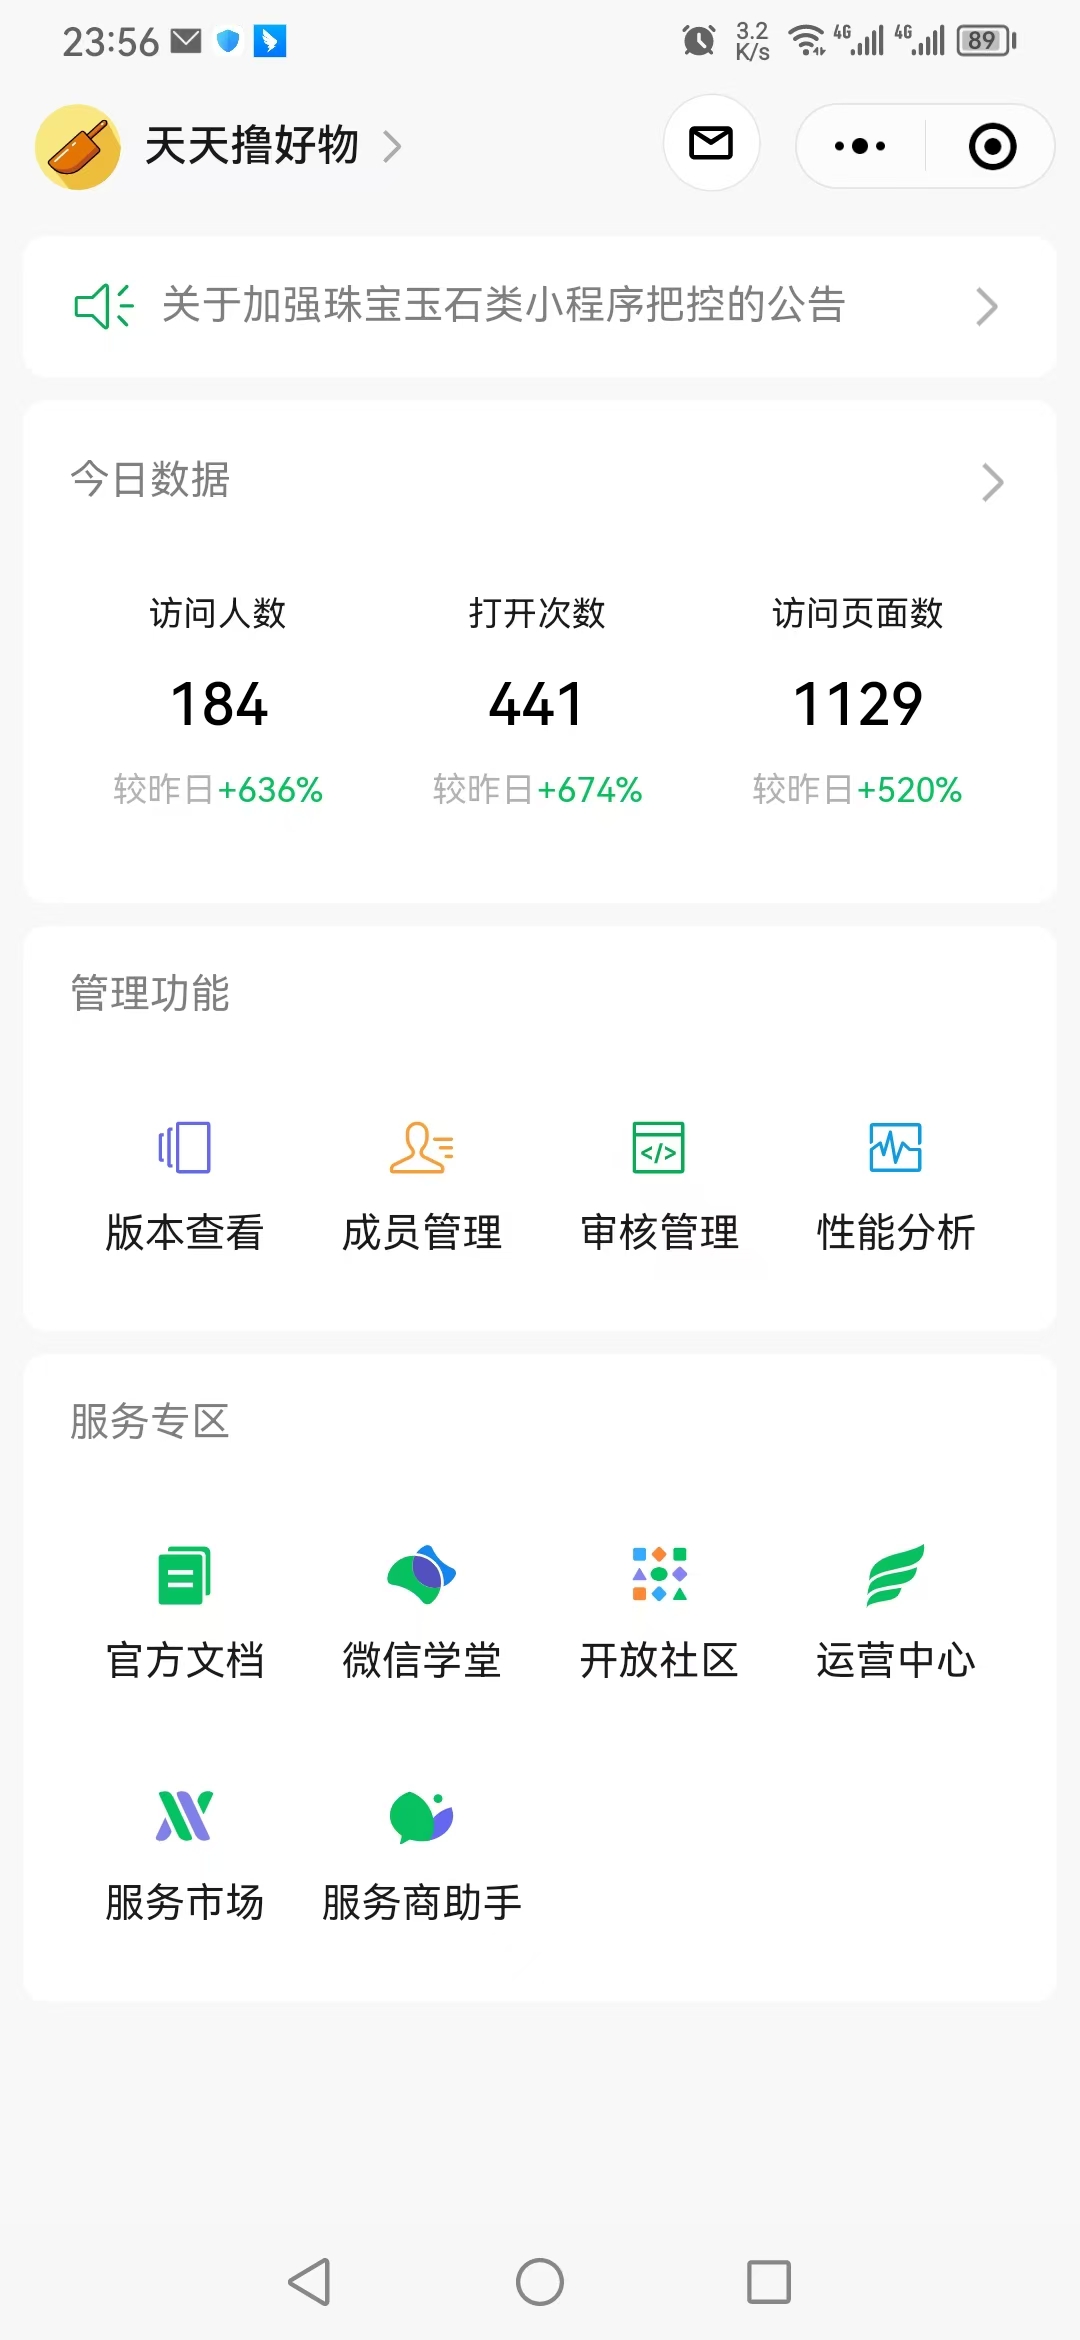 23:56
3.2
K/s
4G
4G
89
天天撸好物
关于加强珠宝玉石类小程序把控的公告
今日数据
访问人数 打开次数 访问页面数
184 441 1129
较昨日+636% 较昨日+674% 较昨日+520%
管理功能
版本查看 成员管理 审核管理 性能分析
服务专区
官方文档 微信学堂 开放社区 运营中心
服务市场 服务商助手